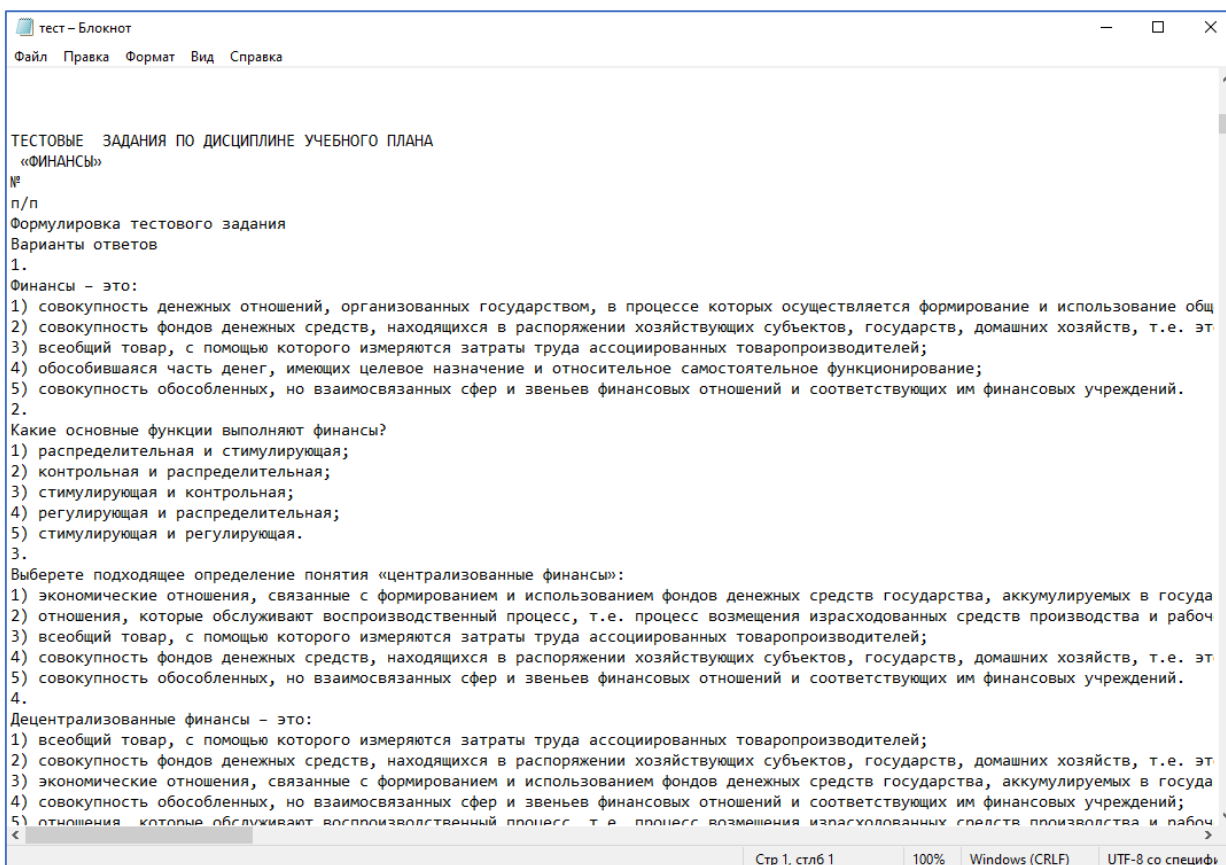 тест – Блокнот
Файл Правка Формат Вид Справка
ТЕСТОВЫЕ ЗАДАНИЯ ПО ДИСЦИПЛИНЕ УЧЕБНОГО ПЛАНА
«ФИНАНСЫ»
№
п/п
Формулировка тестового задания
Варианты ответов
1.
Финансы – это:
1) совокупность денежных отношений, организованных государством, в процессе которых осуществляется формирование и использование общ
2) совокупность фондов денежных средств, находящихся в распоряжении хозяйствующих субъектов, государств, домашних хозяйств, т.е. эт
3) всеобщий товар, с помощью которого измеряются затраты труда ассоциированных товаропроизводителей;
4) обособившаяся часть денег, имеющих целевое назначение и относительное самостоятельное функционирование;
5) совокупность обособленных, но взаимосвязанных сфер и звеньев финансовых отношений и соответствующих им финансовых учреждений.
2.
Какие основные функции выполняют финансы?
1) распределительная и стимулирующая;
2) контрольная и распределительная;
3) стимулирующая и контрольная;
4) регулирующая и распределительная;
5) стимулирующая и регулирующая.
3.
Выберете подходящее определение понятия «централизованные финансы»:
1) экономические отношения, связанные с формированием и использованием фондов денежных средств государства, аккумулируемых в госуда
2) отношения, которые обслуживают воспроизводственный процесс, т.е. процесс возмещения израсходованных средств производства и рабоч
3) всеобщий товар, с помощью которого измеряются затраты труда ассоциированных товаропроизводителей;
4) совокупность фондов денежных средств, находящихся в распоряжении хозяйствующих субъектов, государств, домашних хозяйств, т.е. эт
5) совокупность обособленных, но взаимосвязанных сфер и звеньев финансовых отношений и соответствующих им финансовых учреждений.
4.
Децентрализованные финансы – это:
1) всеобщий товар, с помощью которого измеряются затраты труда ассоциированных товаропроизводителей;
2) совокупность фондов денежных средств, находящихся в распоряжении хозяйствующих субъектов, государств, домашних хозяйств, т.е. эт
3) экономические отношения, связанные с формированием и использованием фондов денежных средств государства, аккумулируемых в госуда
4) совокупность обособленных, но взаимосвязанных сфер и звеньев финансовых отношений и соответствующих им финансовых учреждений;
5) отношения, которые обслуживают воспроизводственный процесс, т.е. процесс возмещения израсходованных средств производства и рабоч
Стр 1, стлб 1 100% Windows (CRLF) UTF-8 со специфи